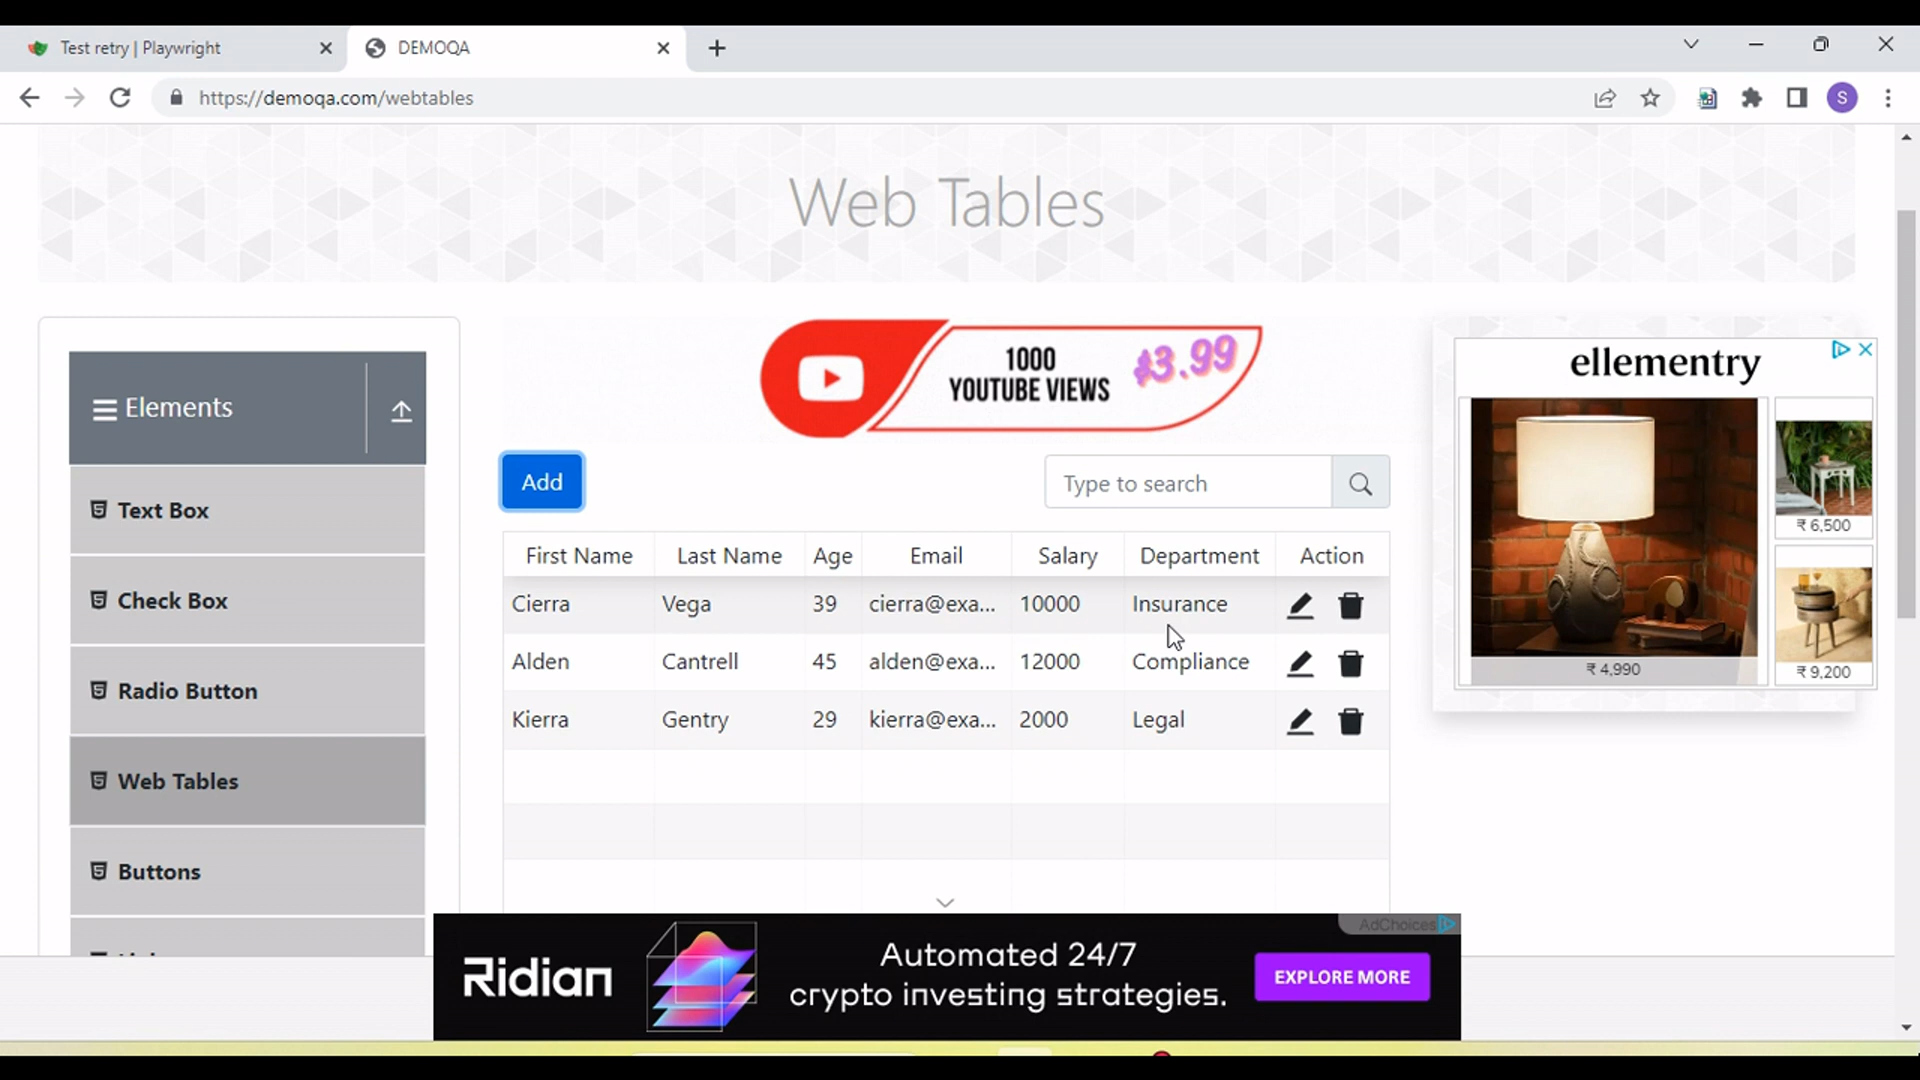 Test retry | Playwright
DEMOQA
https://demoqa.com/webtables
S
Web Tables
Elements
Text Box
Check Box
Radio Button
Web Tables
Buttons
1000
YOUTUBE VIEWS
$3.99
Add
Type to search
First Name Last Name Age Email Salary Department Action
Cierra Vega 39 cierra@exa... 10000 Insurance
Alden Cantrell 45 alden@exa... 12000 Compliance
Kierra Gentry 29 kierra@exa... 2000 Legal
ellementry
₹ 4,990
₹ 6,500
₹ 9,200
AdChoices
Ridian
Automated 24/7
crypto investing strategies.
EXPLORE MORE